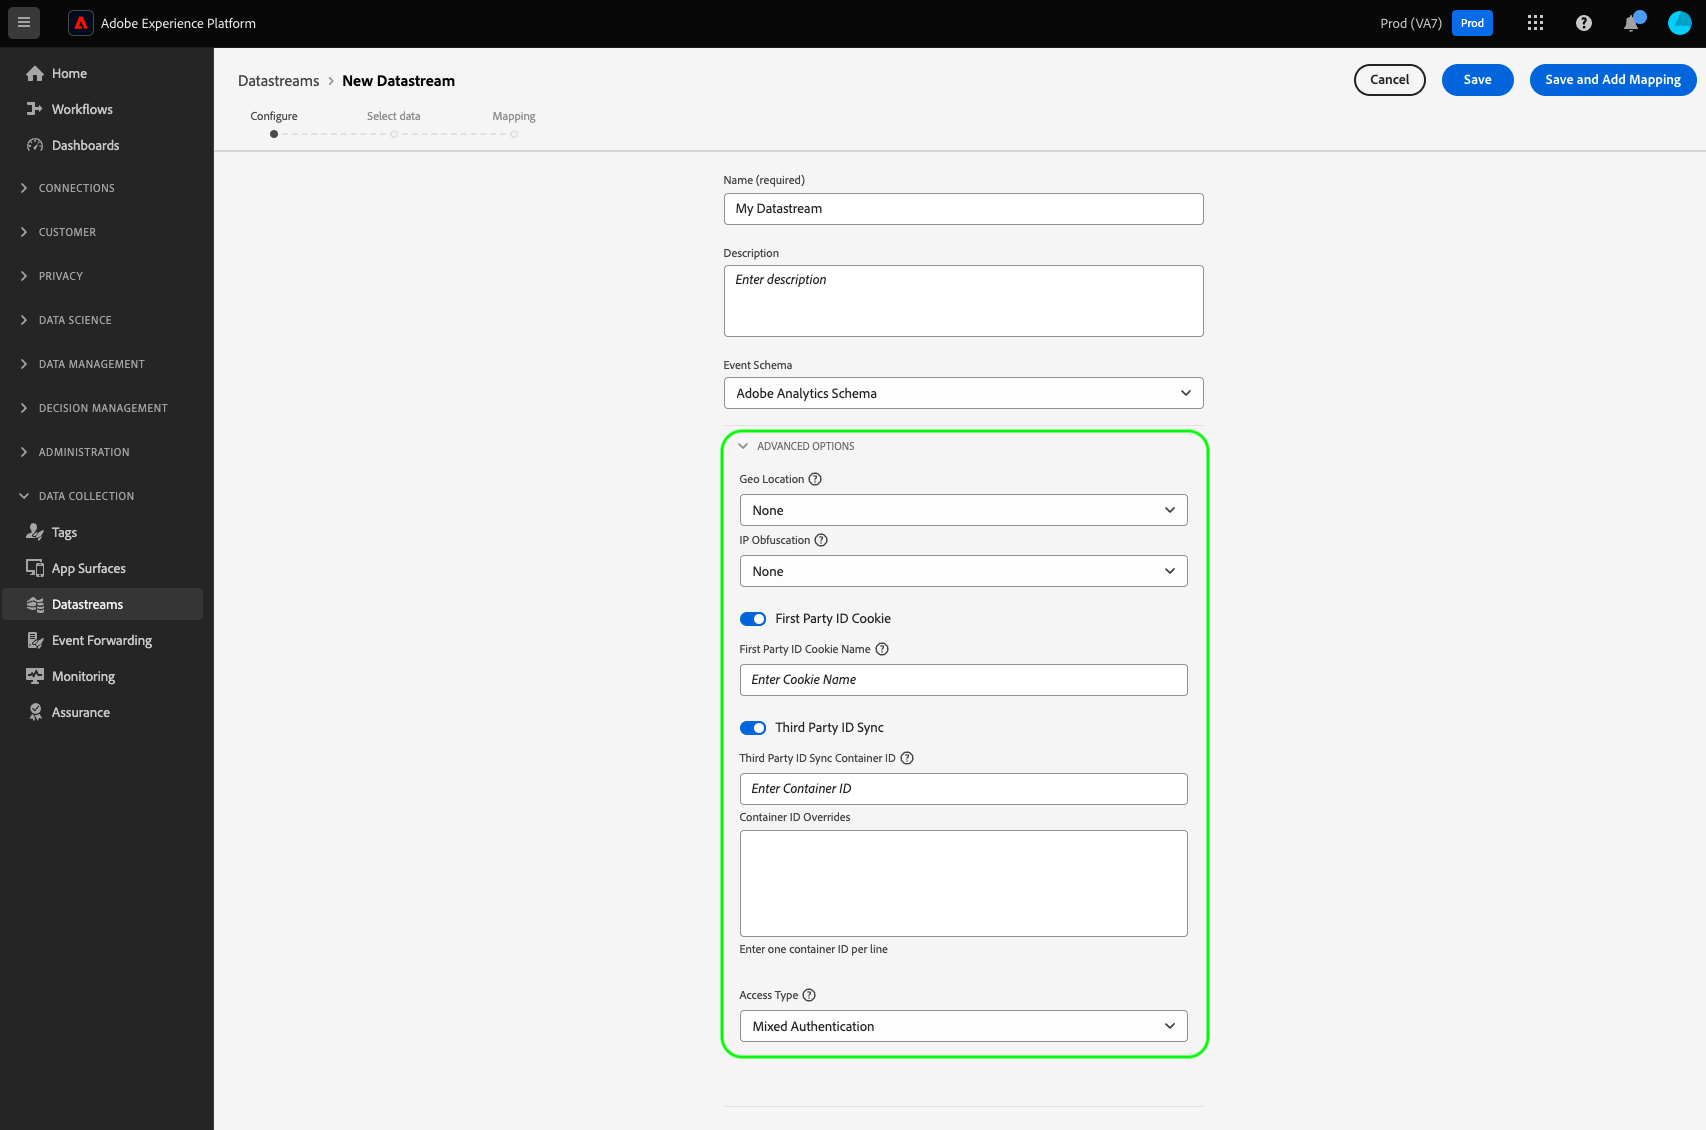 Adobe Experience Platform
Prod (VA7)
Prod
Home
Workflows
Dashboards
CONNECTIONS
CUSTOMER
PRIVACY
DATA SCIENCE
DATA MANAGEMENT
DECISION MANAGEMENT
ADMINISTRATION
DATA COLLECTION
Tags
App Surfaces
Datastreams
Event Forwarding
Monitoring
Assurance
Datastreams > New Datastream
Cancel
Save
Save and Add Mapping
Configure
Select data
Mapping
Name (required)
My Datastream
Description
Enter description
Event Schema
Adobe Analytics Schema
ADVANCED OPTIONS
Geo Location
None
IP Obfuscation
None
First Party ID Cookie
First Party ID Cookie Name
Enter Cookie Name
Third Party ID Sync
Third Party ID Sync Container ID
Enter Container ID
Container ID Overrides
Enter one container ID per line
Access Type
Mixed Authentication